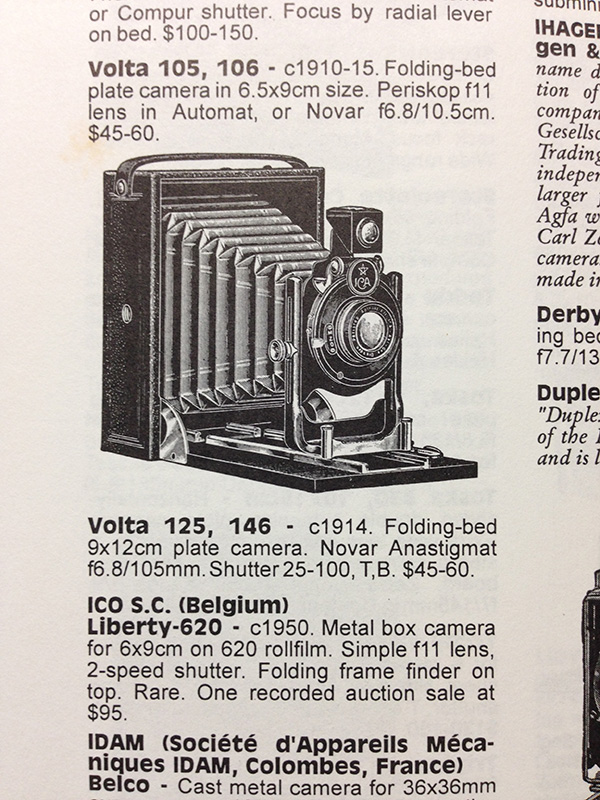 or Compur shutter. Focus by radial lever
on bed. $100-150.
Volta 105, 106 - c1910-15. Folding-bed
plate camera in 6.5x9cm size. Periskop f11
lens in Automat, or Novar f6.8/10.5cm.
$45-60.
ICA
Volta 125, 146 - c1914. Folding-bed
9x12cm plate camera. Novar Anastigmat
f6.8/105mm. Shutter 25-100, T,B. $45-60.
ICO S.C. (Belgium)
Liberty-620 - c1950. Metal box camera
for 6x9cm on 620 rollfilm. Simple f11 lens,
2-speed shutter. Folding frame finder on
top. Rare. One recorded auction sale at
$95.
IDAM (Société d'Appareils Méca-
niques IDAM, Colombes, France)
Belco - Cast metal camera for 36x36mm
IHAGE
gen &
name d
tion of
compan
Gesellsc
Trading
indepen
larger
Agfa w
Carl Ze
camera
made in
Derby
ing bed
f7.7/13
Duple
"Duple
of the
and is l